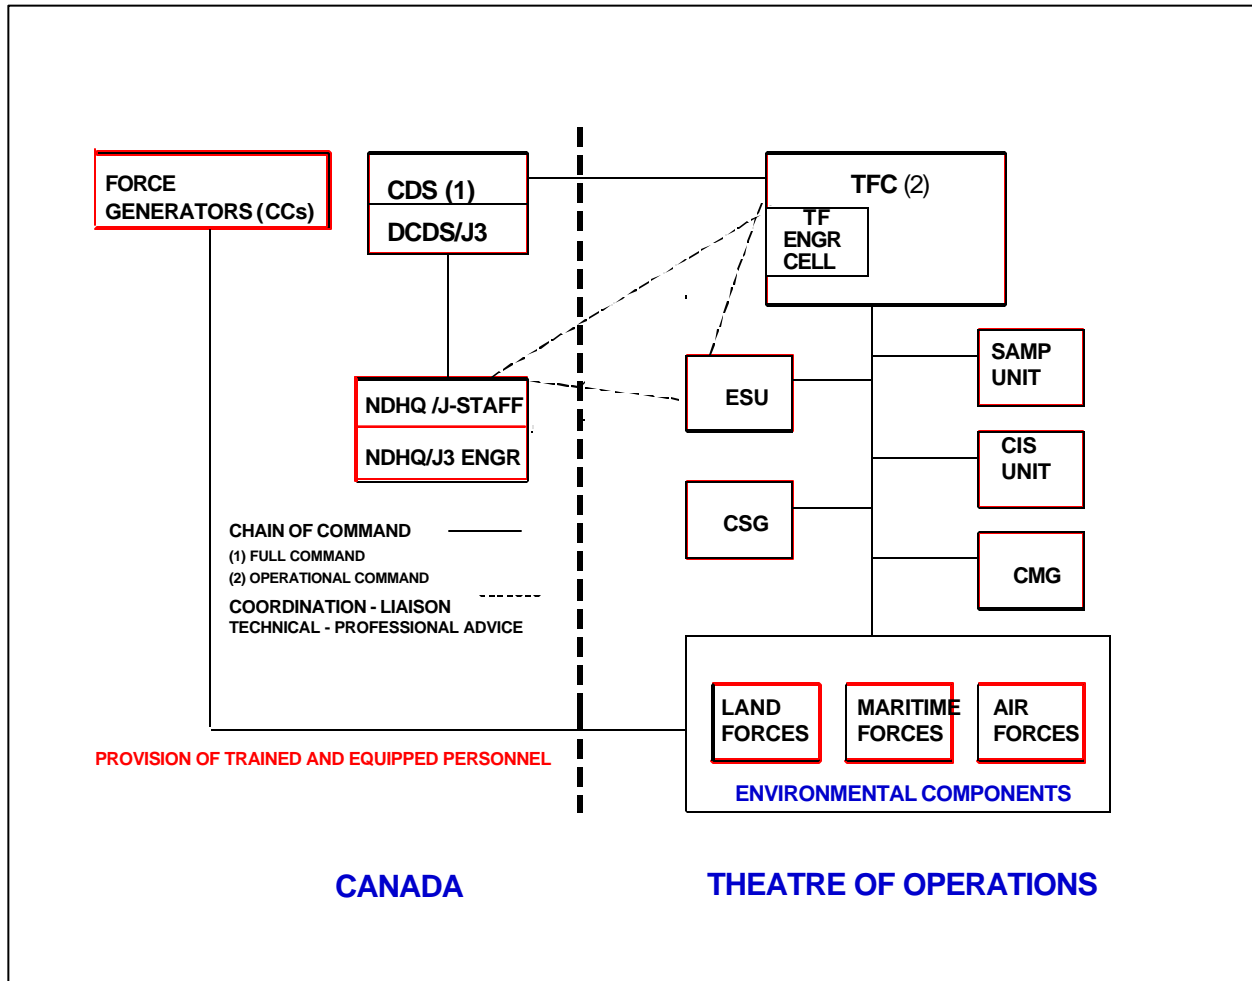 FORCE
GENERATORS (CCs)
CDS (1)
DCDS/J3
TFC (2)
TF
ENGR
CELL
SAMP
UNIT
ESU
NDHQ /J-STAFF
NDHQ/J3 ENGR
CIS
UNIT
CSG
CMG
CHAIN OF COMMAND
(1) FULL COMMAND
(2) OPERATIONAL COMMAND
COORDINATION - LIAISON
TECHNICAL - PROFESSIONAL ADVICE
LAND
FORCES
MARITIME
FORCES
AIR
FORCES
PROVISION OF TRAINED AND EQUIPPED PERSONNEL
ENVIRONMENTAL COMPONENTS
CANADA
THEATRE OF OPERATIONS